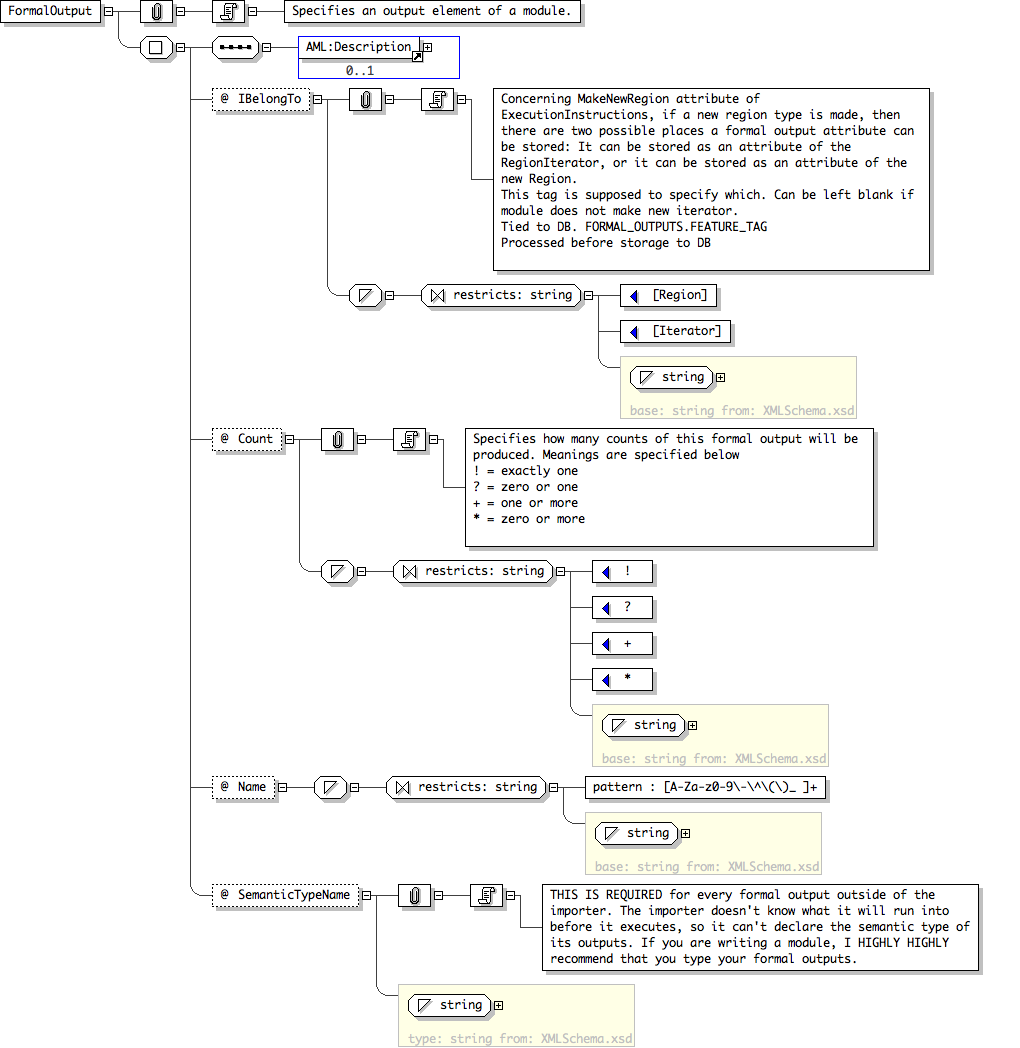 FormalOutput
Specifies an output element of a module.
AML:Description
0..1
@ IBelongTo
Concerning MakeNewRegion attribute of
ExecutionInstructions, if a new region type is made, then
there are two possible places a formal output attribute can
be stored: It can be stored as an attribute of the
RegionIterator, or it can be stored as an attribute of the
new Region.
This tag is supposed to specify which. Can be left blank if
module does not make new iterator.
Tied to DB. FORMAL_OUTPUTS.FEATURE_TAG
Processed before storage to DB
restricts: string
[Region]
[Iterator]
string
base: string from: XMLSchema.xsd
@ Count
Specifies how many counts of this formal output will be
produced. Meanings are specified below
! = exactly one
? = zero or one
+ = one or more
* = zero or more
restricts: string
!
?
+
*
string
base: string from: XMLSchema.xsd
@ Name
restricts: string
pattern : [A-Za-z0-9\-\^\(\)_ ]+
string
base: string from: XMLSchema.xsd
@ SemanticTypeName
THIS IS REQUIRED for every formal output outside of the
importer. The importer doesn't know what it will run into
before it executes, so it can't declare the semantic type of
its outputs. If you are writing a module, I HIGHLY HIGHLY
recommend that you type your formal outputs.
string
type: string from: XMLSchema.xsd